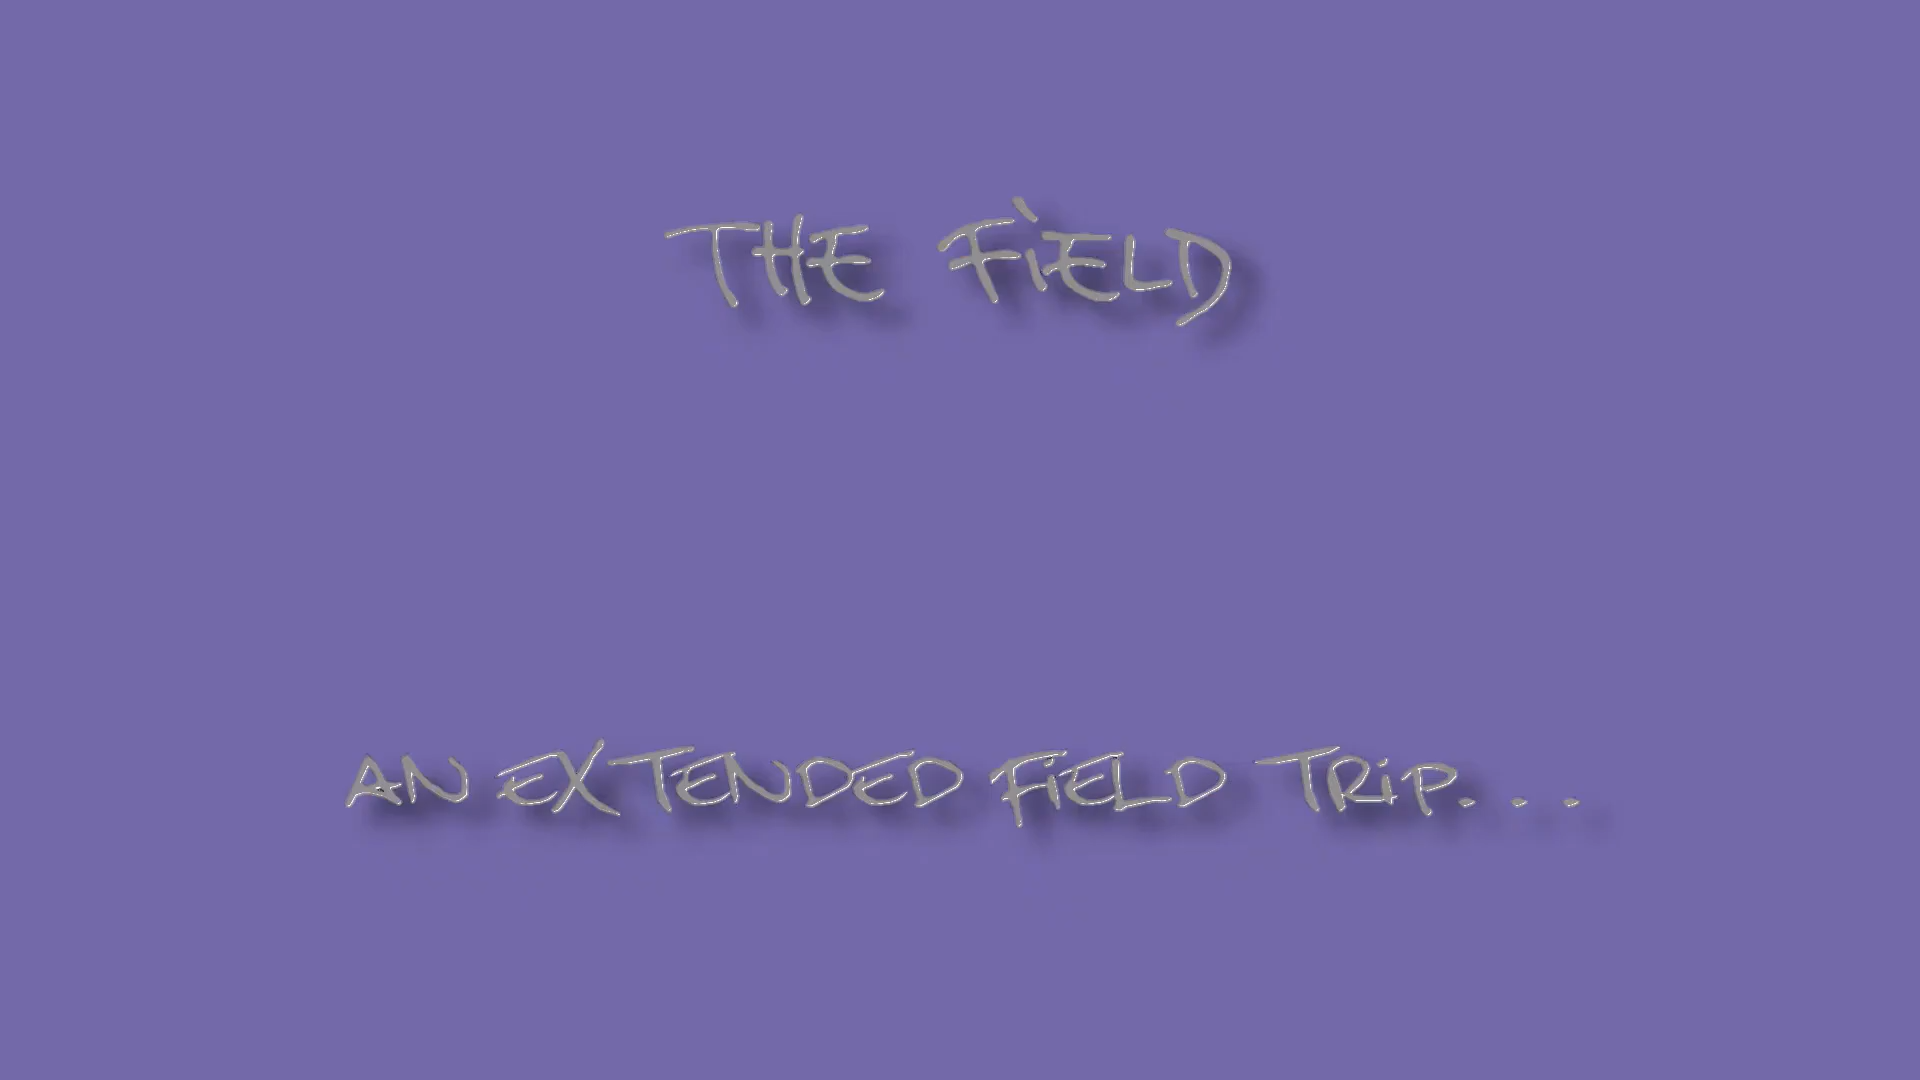 THE FiELD
AN EXTENDED FiELD TRiP. . .